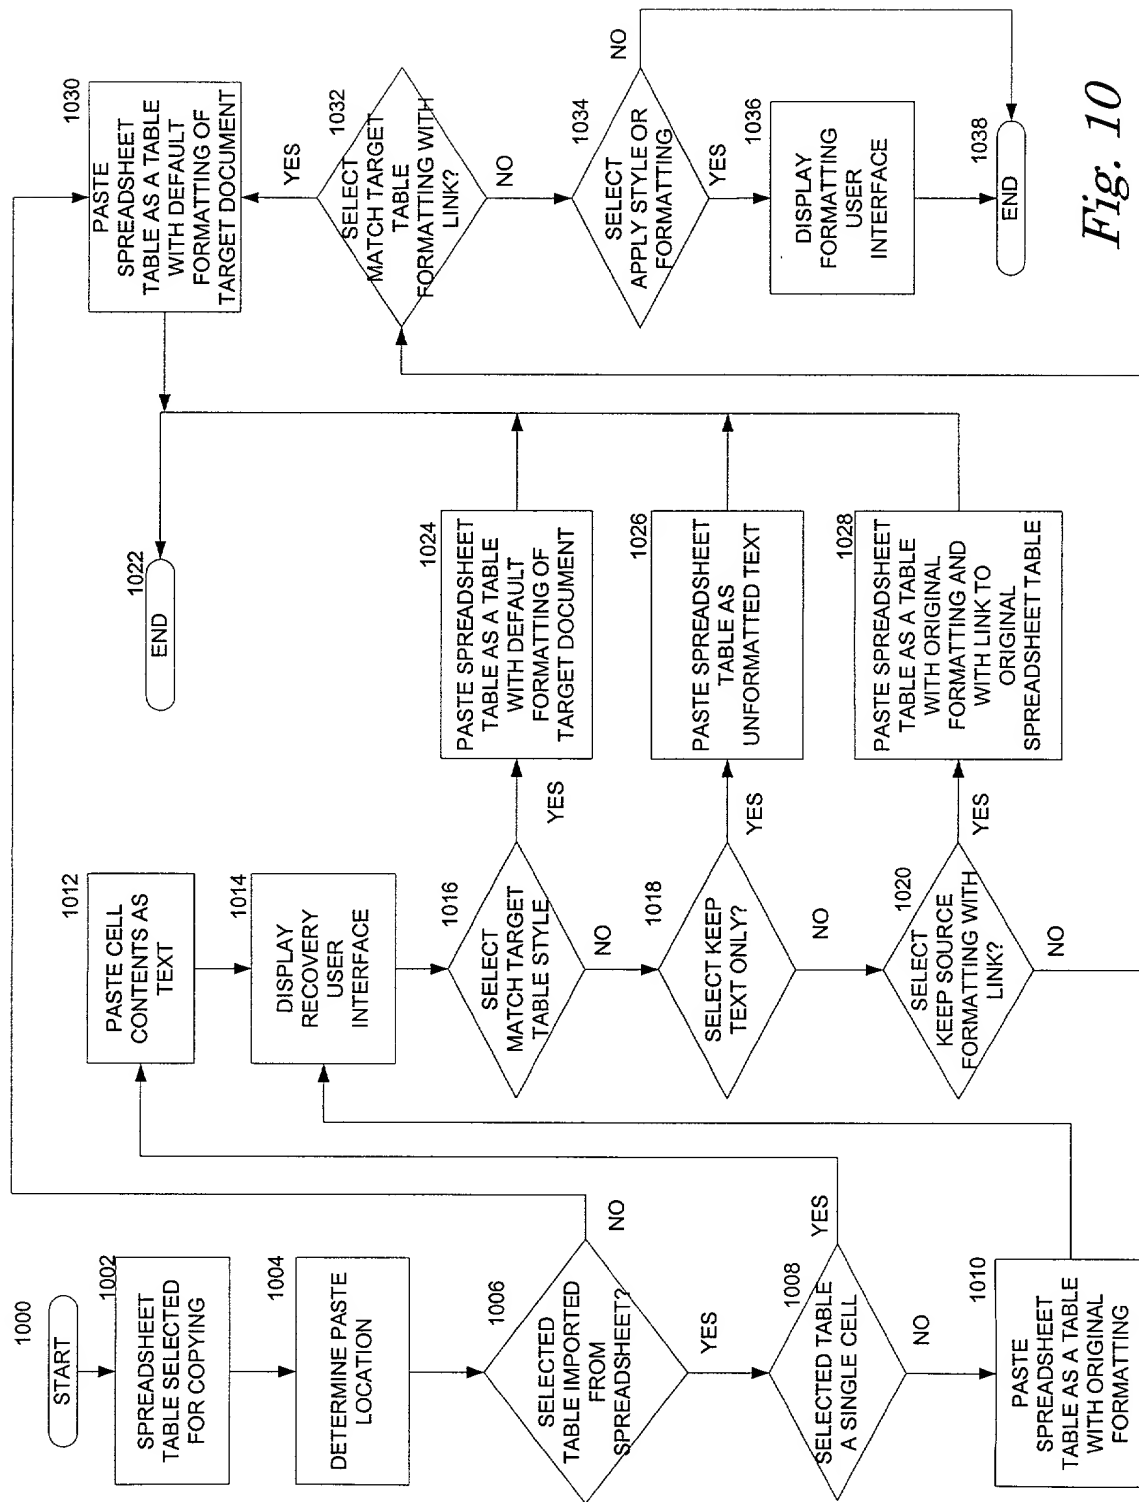 1000
START
1002
SPREADSHEET
TABLE SELECTED
FOR COPYING
1004
DETERMINE PASTE
LOCATION
1006
SELECTED
TABLE IMPORTED
FROM
SPREADSHEET?
NO
YES
1008
SELECTED TABLE
A SINGLE CELL
YES
NO
1010
PASTE
SPREADSHEET
TABLE AS A TABLE
WITH ORIGINAL
FORMATTING
1012
PASTE CELL
CONTENTS AS
TEXT
1014
DISPLAY
RECOVERY
USER
INTERFACE
1016
SELECT
MATCH TARGET
TABLE STYLE
YES
NO
1018
SELECT KEEP
TEXT ONLY?
YES
NO
1020
SELECT
KEEP SOURCE
FORMATTING WITH
LINK?
YES
NO
1022
END
1024
PASTE SPREADSHEET
TABLE AS A TABLE
WITH DEFAULT
FORMATTING OF
TARGET DOCUMENT
1026
PASTE SPREADSHEET
TABLE AS
UNFORMATTED TEXT
1028
PASTE SPREADSHEET
TABLE AS A TABLE
WITH ORIGINAL
FORMATTING AND
WITH LINK TO
ORIGINAL
SPREADSHEET TABLE
1030
PASTE
SPREADSHEET
TABLE AS A TABLE
WITH DEFAULT
FORMATTING OF
TARGET DOCUMENT
1032
YES
SELECT
MATCH TARGET
TABLE
FORMATTING WITH
LINK?
NO
1034
SELECT
APPLY STYLE OR
FORMATTING
NO
YES
1036
DISPLAY
FORMATTING
USER
INTERFACE
1038
END
Fig. 10